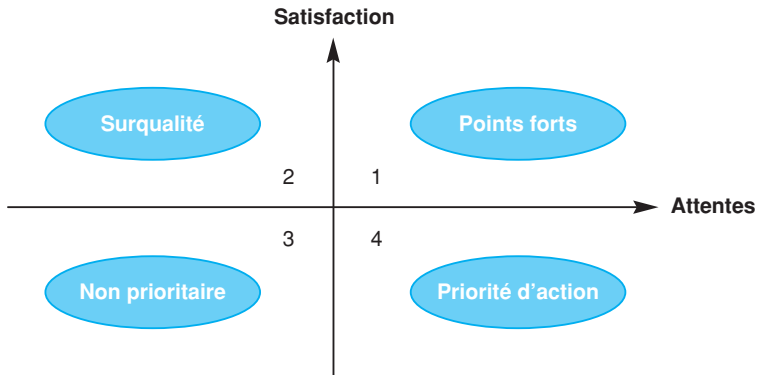 Satisfaction
Surqualité
Points forts
2
1
Attentes
3
4
Non prioritaire
Priorité d’action